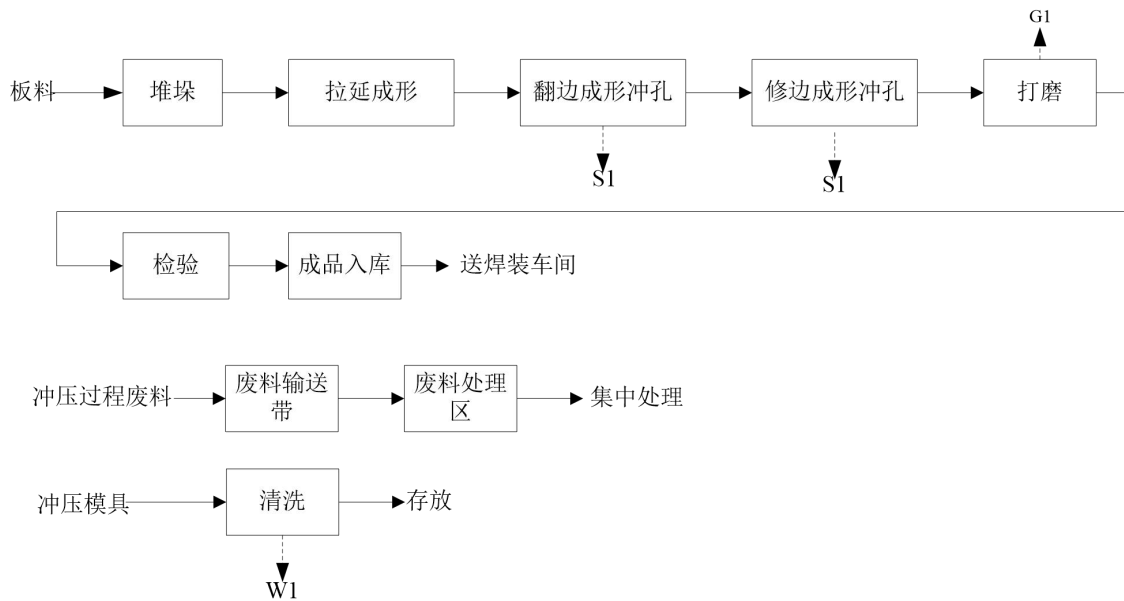 G1
板料
堆垛
拉延成形
翻边成形冲孔
修边成形冲孔
打磨
S1
S1
检验
成品入库
送焊装车间
冲压过程废料
废料输送
带
废料处理
区
集中处理
冲压模具
清洗
存放
W1